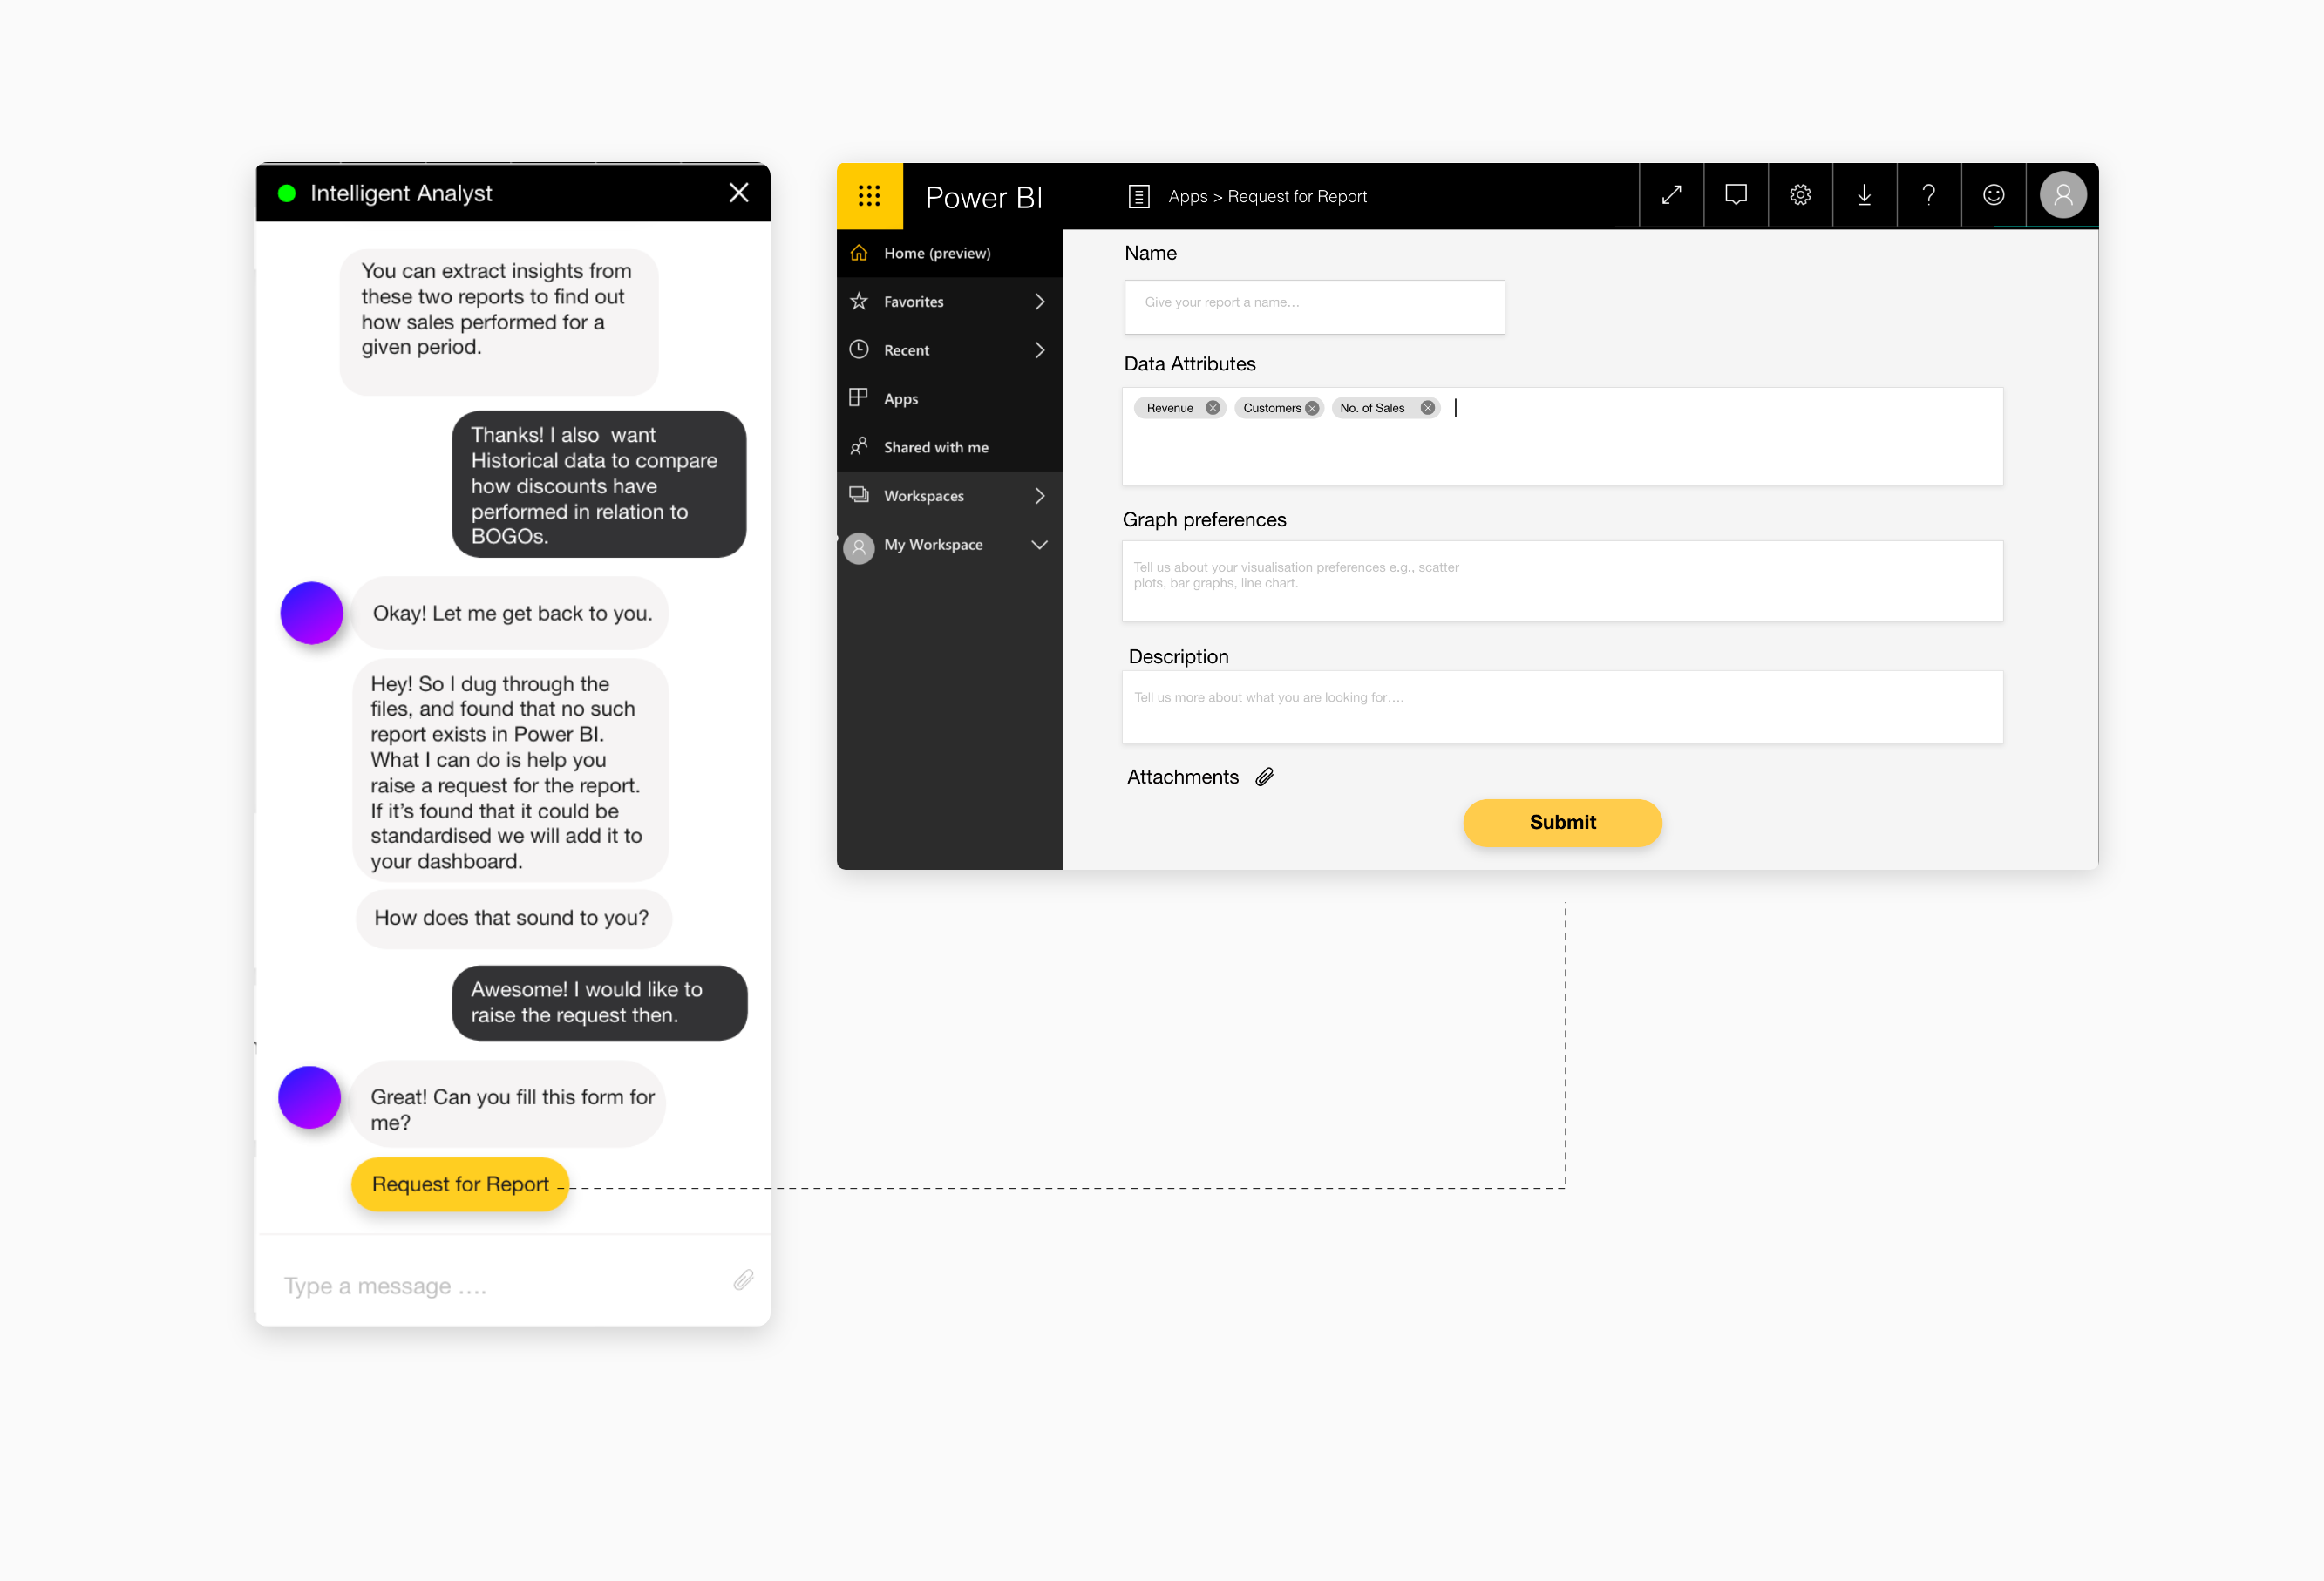 Intelligent Analyst
You can extract insights from
these two reports to find out
how sales performed for a
given period.
Thanks! I also  want
Historical data to compare
how discounts have
performed in relation to
BOGOs.
Okay! Let me get back to you.
Hey! So I dug through the
files, and found that no such
report exists in Power BI.
What I can do is help you
raise a request for the report.
If it’s found that it could be
standardised we will add it to
your dashboard.
How does that sound to you?
Awesome! I would like to
raise the request then.
Great! Can you fill this form for
me?
Request for Report
Type a message ….
Power BI
Apps > Request for Report
Home (preview)
Favorites
Recent
Apps
Shared with me
Workspaces
My Workspace
Name
Give your report a name…
Data Attributes
Revenue
Customers
No. of Sales
Graph preferences
Tell us about your visualisation preferences e.g., scatter
plots, bar graphs, line chart.
Description
Tell us more about what you are looking for….
Attachments
Submit